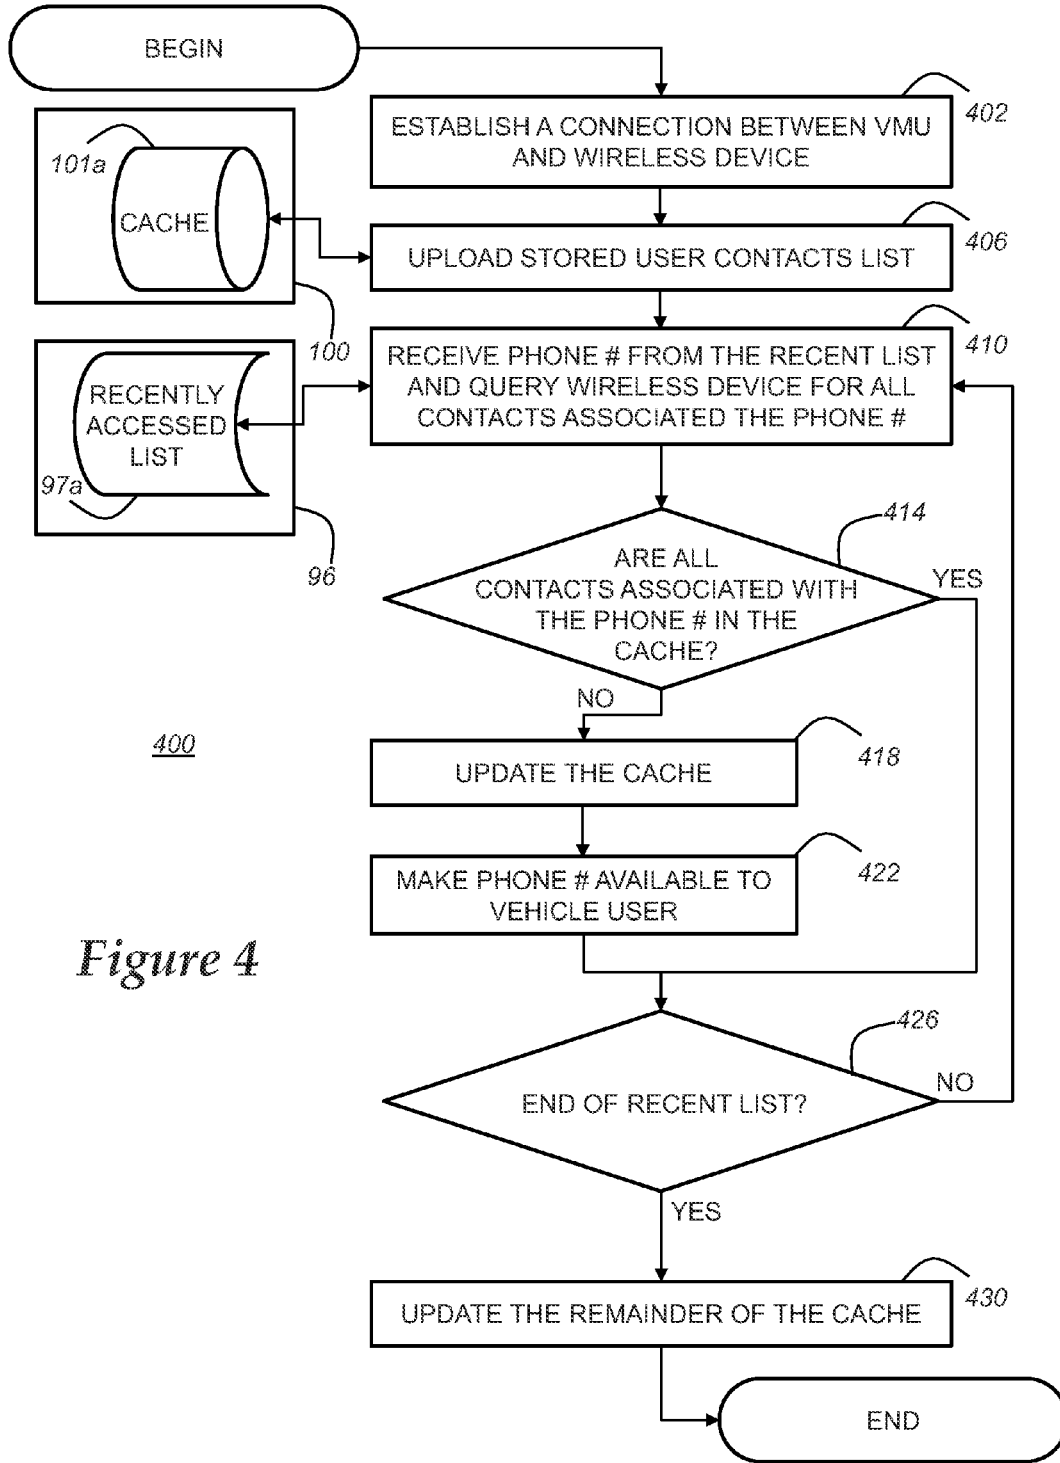 BEGIN
402
ESTABLISH A CONNECTION BETWEEN VMU
AND WIRELESS DEVICE
101a
CACHE
100
406
UPLOAD STORED USER CONTACTS LIST
410
RECEIVE PHONE # FROM THE RECENT LIST
AND QUERY WIRELESS DEVICE FOR ALL
CONTACTS ASSOCIATED THE PHONE #
RECENTLY
ACCESSED
LIST
97a
96
414
ARE ALL
CONTACTS ASSOCIATED WITH
THE PHONE # IN THE
CACHE?
YES
NO
400
418
UPDATE THE CACHE
422
MAKE PHONE # AVAILABLE TO
VEHICLE USER
Figure 4
426
END OF RECENT LIST?
NO
YES
430
UPDATE THE REMAINDER OF THE CACHE
END